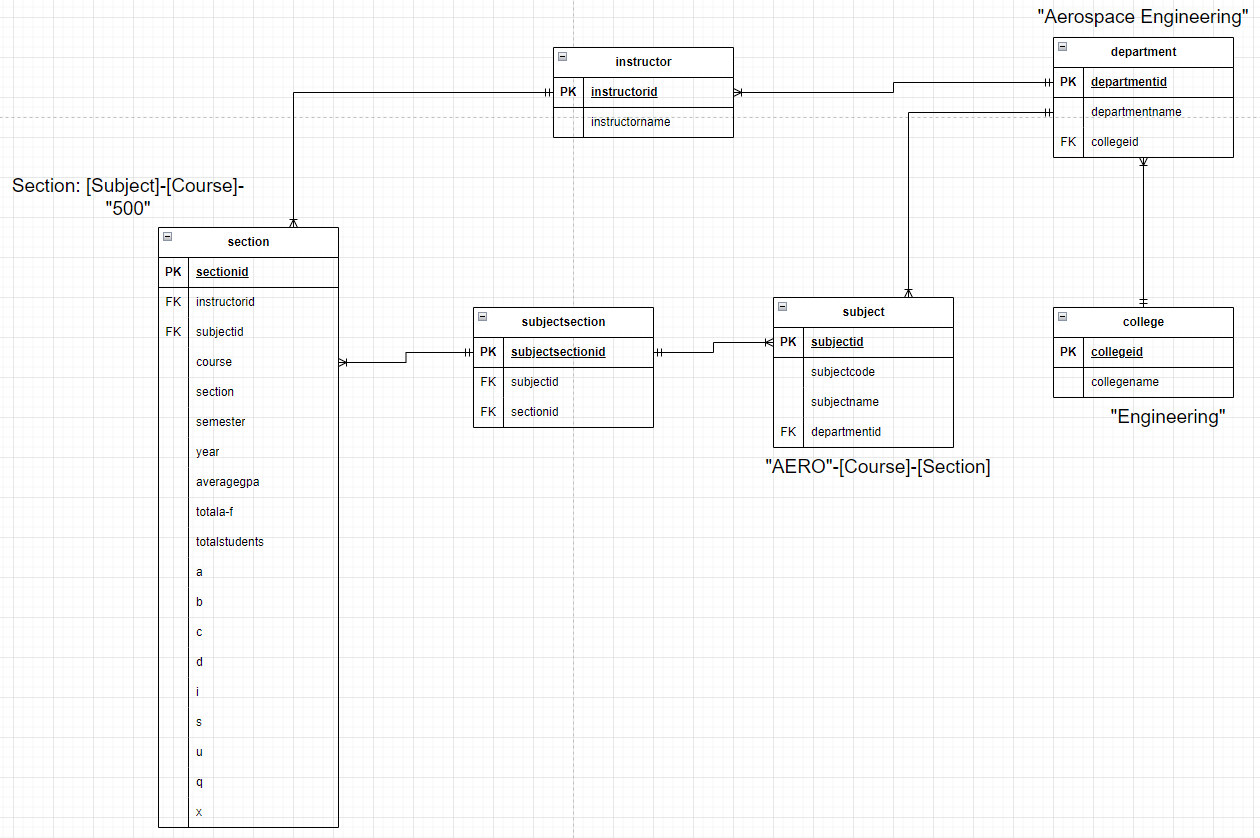 "Aerospace Engineering"
instructor
PK instructorid
instructorname
department
PK departmentid
departmentname
FK collegeid
Section: [Subject]-[Course]-
"500"
section
PK sectionid
FK instructorid
FK subjectid
course
section
semester
year
averagegpa
totala-f
totalstudents
a
b
c
d
i
s
u
q
x
subjectsection
PK subjectsectionid
FK subjectid
FK sectionid
subject
PK subjectid
subjectcode
subjectname
FK departmentid
"AERO"-[Course]-[Section]
college
PK collegeid
collegename
"Engineering"